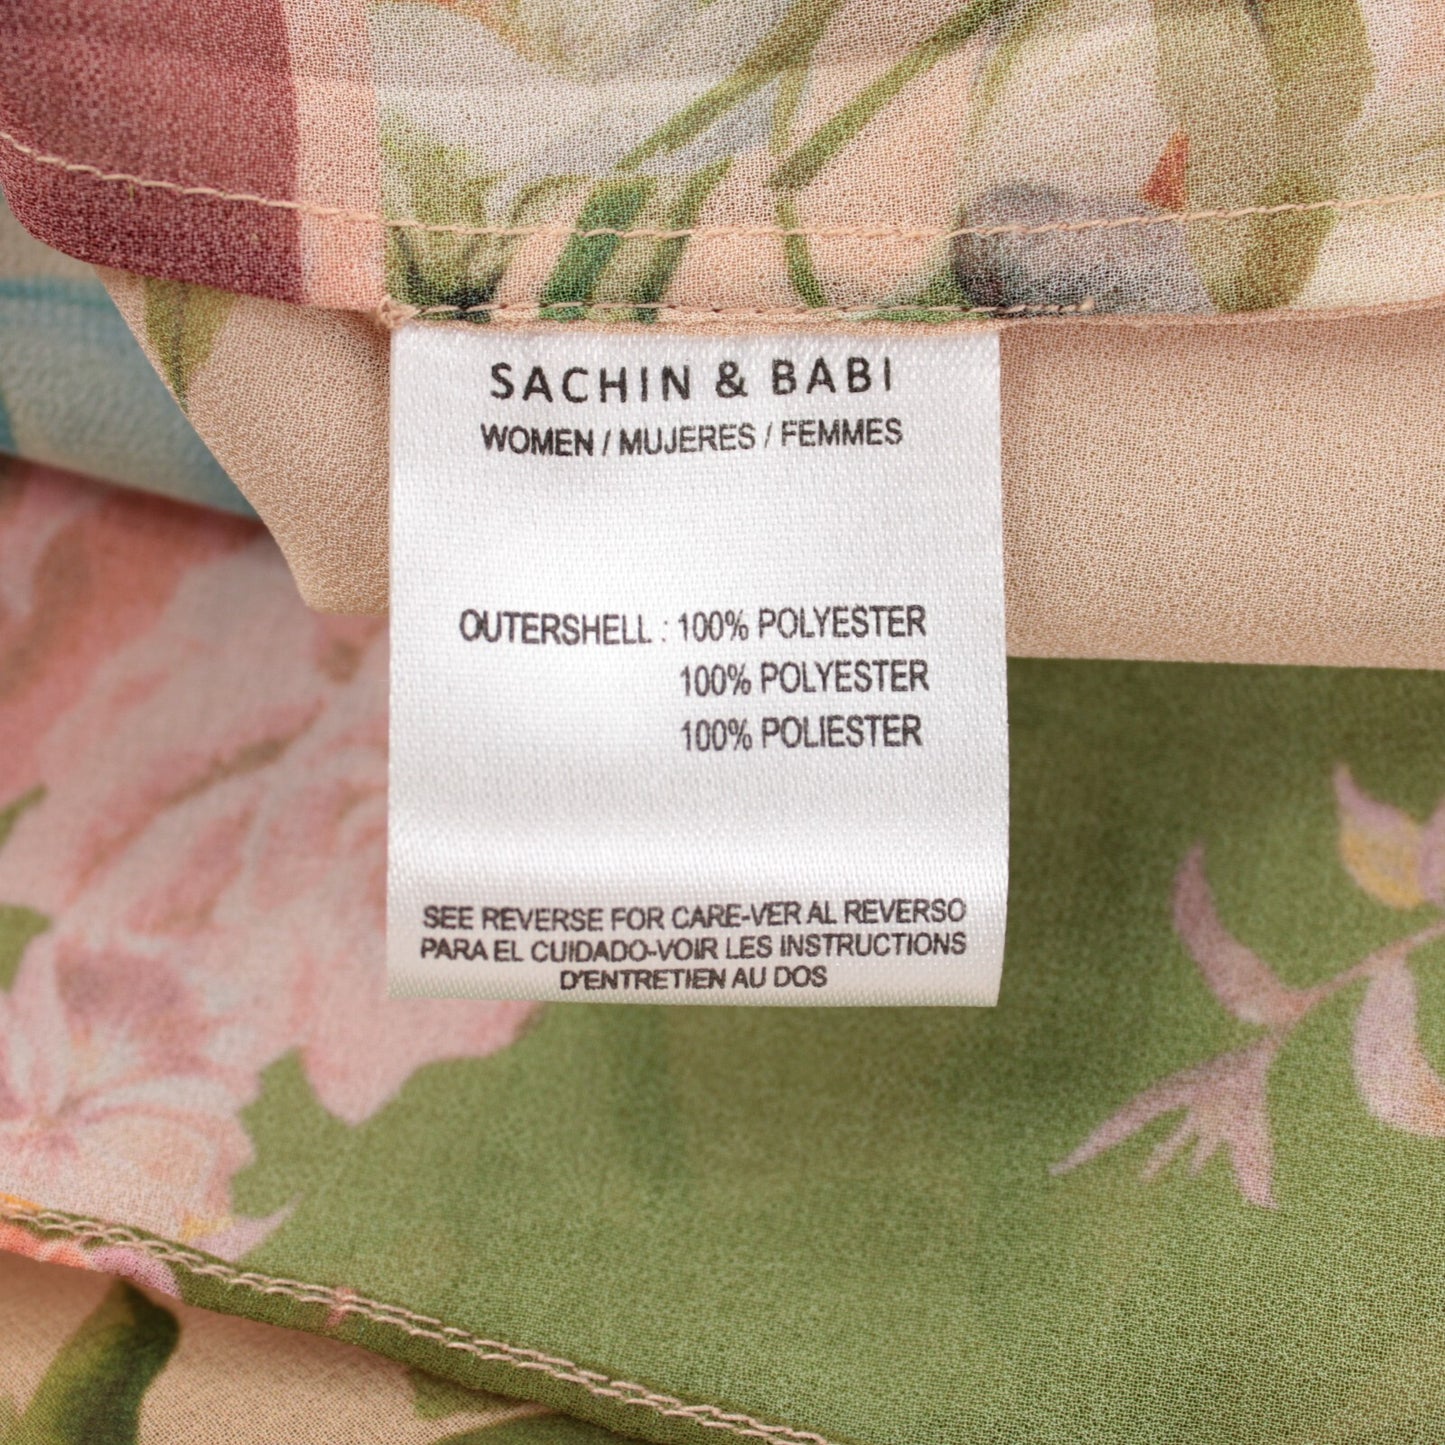 SACHIN & BABI
WOMEN / MUJERES / FEMMES
OUTERSHELL : 100% POLYESTER
100% POLYESTER
100% POLIESTER
SEE REVERSE FOR CARE-VER AL REVERSO
PARA EL CUIDADO-VOIR LES INSTRUCTIONS
D'ENTRETIEN AU DOS